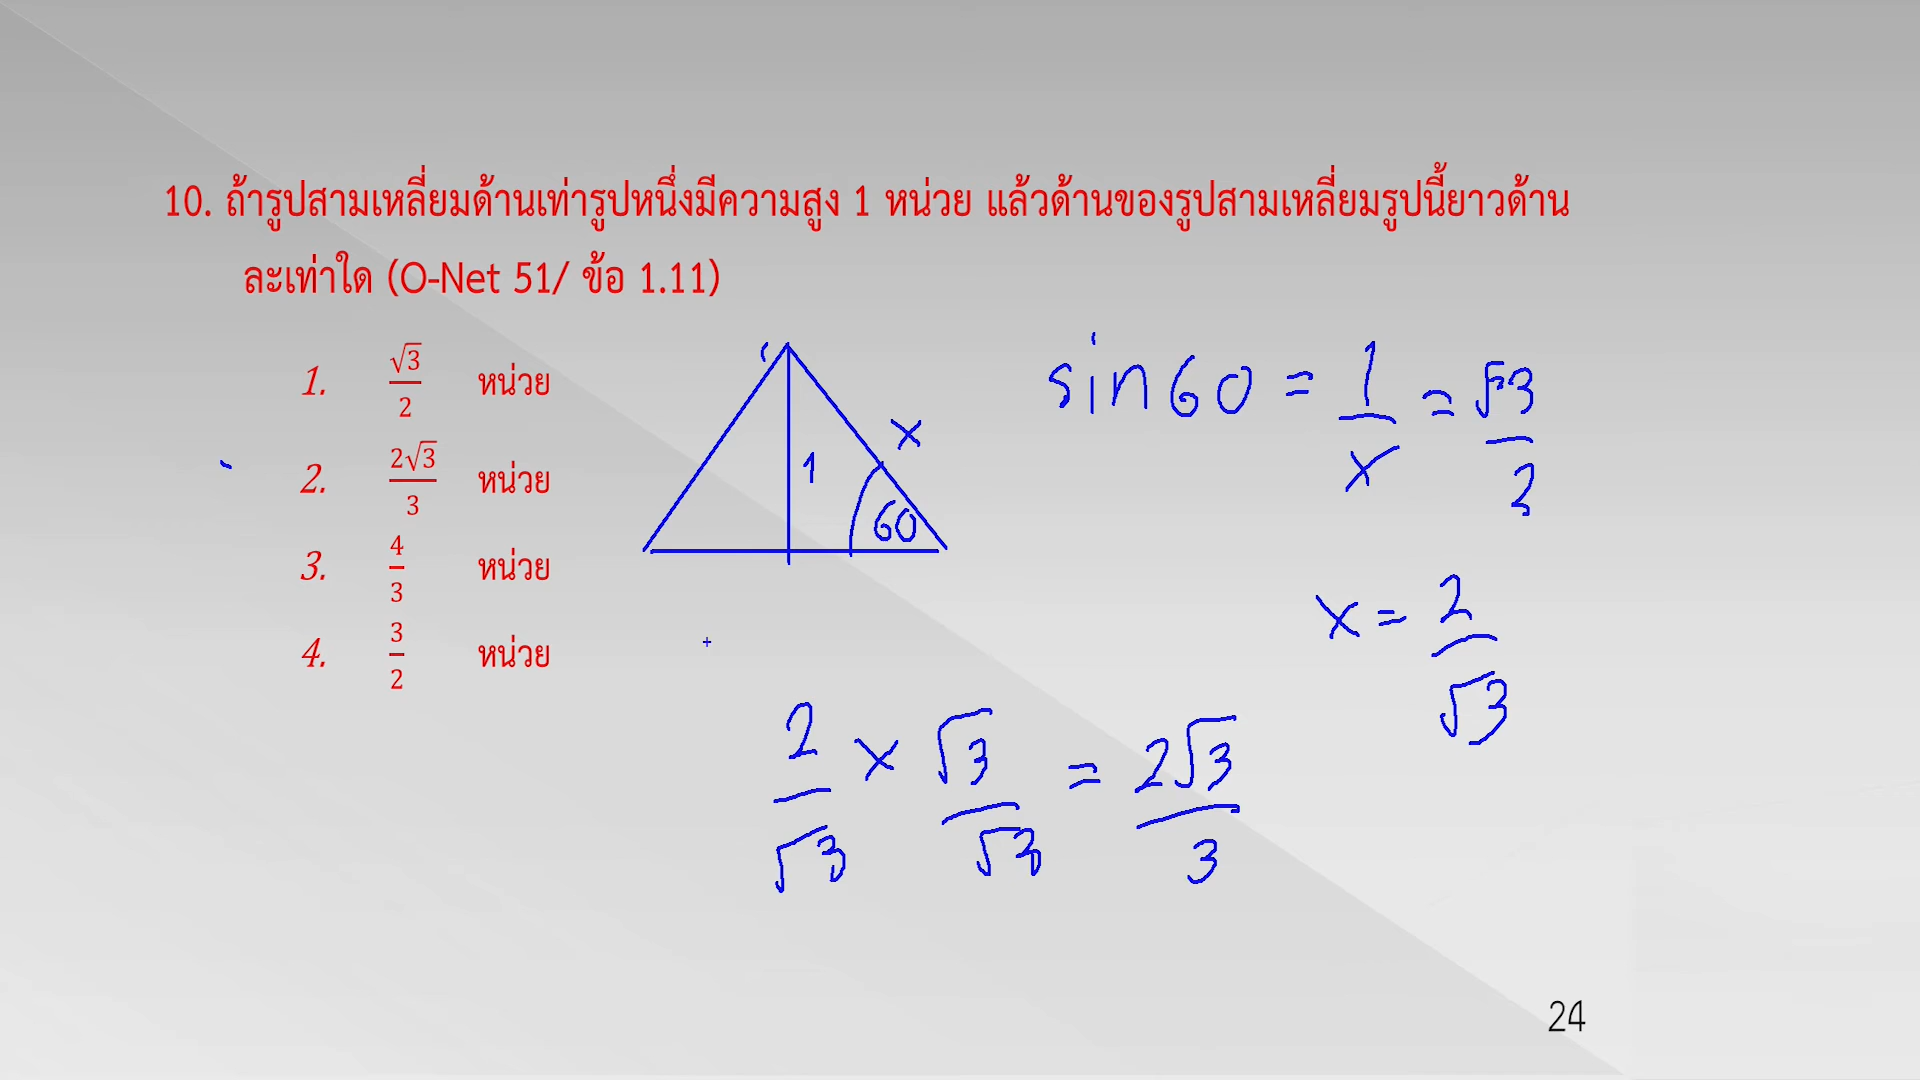 10. ถ้ารูปสามเหลี่ยมด้านเท่ารูปหนึ่งมีความสูง 1 หน่วย แล้วด้านของรูปสามเหลี่ยมรูปนี้ยาวด้าน
ละเท่าใด (O-Net 51/ ข้อ 1.11)
1. √3/2 หน่วย
2. 2√3/3 หน่วย
3. 4/3 หน่วย
4. 3/2 หน่วย
x
1
60
sin60 = 1/x = √3/2
x = 2/√3
2/√3 × √3/√3 = 2√3/3
24